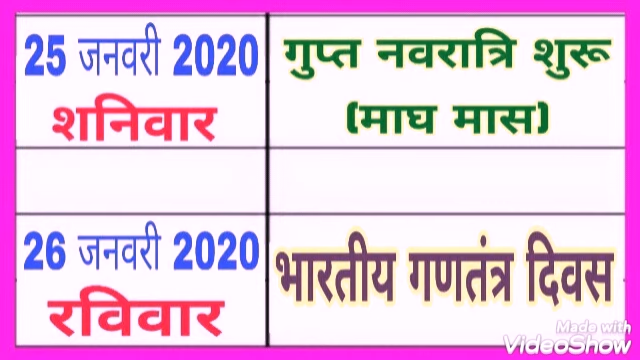 25 जनवरी 2020 गुप्त नवरात्रि शुरू
शनिवार (माघ मास)
26 जनवरी 2020 भारतीय गणतंत्र दिवस
रविवार
Made with
VideoShow